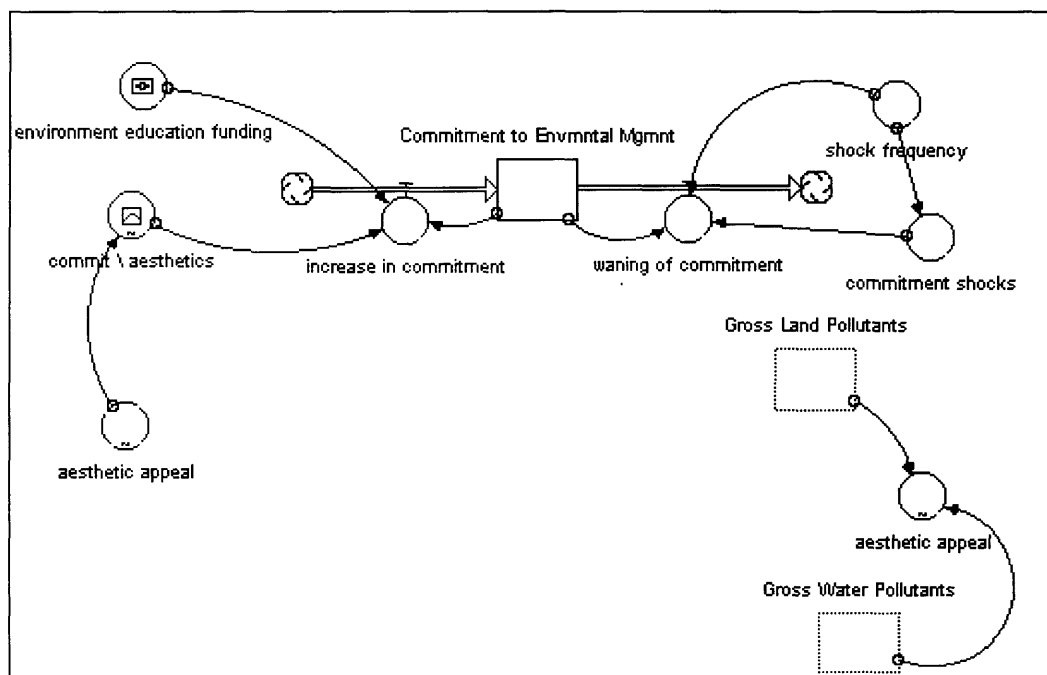 environment education funding
Commitment to Envmntal Mgmnt
shock frequency
commit \ aesthetics
increase in commitment
waning of commitment
commitment shocks
Gross Land Pollutants
aesthetic appeal
aesthetic appeal
Gross Water Pollutants